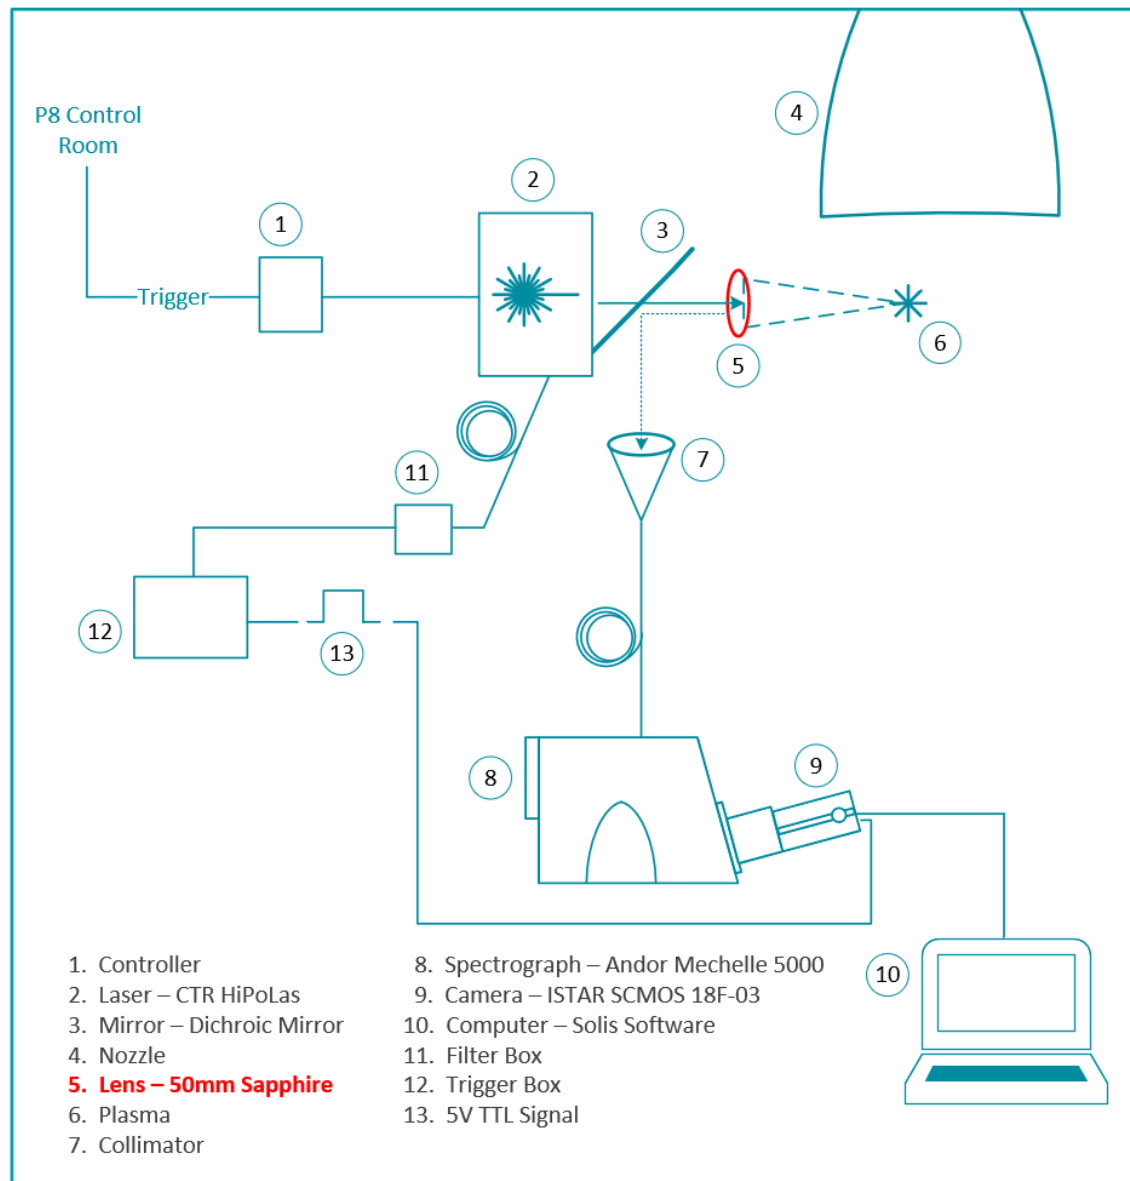 P8 Control
Room
4
2
1
3
Trigger
6
5
7
11
12
13
8
9
10
1. Controller
2. Laser – CTR HiPoLas
3. Mirror – Dichroic Mirror
4. Nozzle
5. Lens – 50mm Sapphire
6. Plasma
7. Collimator
8. Spectrograph – Andor Mechelle 5000
9. Camera – ISTAR SCMOS 18F-03
10. Computer – Solis Software
11. Filter Box
12. Trigger Box
13. 5V TTL Signal